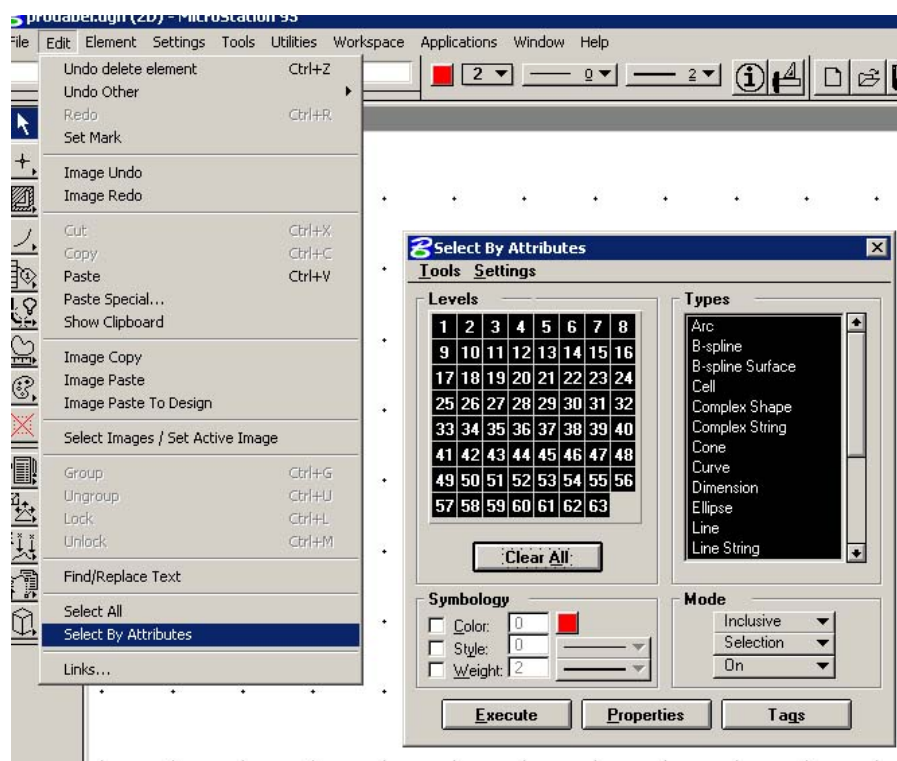 prodabel.dgn (2D) - MicroStation 95
File Edit Element Settings Tools Utilities Workspace Applications Window Help
2 0 2
Undo delete element Ctrl+Z
Undo Other
Redo Ctrl+R
Set Mark
Image Undo
Image Redo
Cut Ctrl+X
Copy Ctrl+C
Paste Ctrl+V
Paste Special...
Show Clipboard
Image Copy
Image Paste
Image Paste To Design
Select Images / Set Active Image
Group Ctrl+G
Ungroup Ctrl+U
Lock Ctrl+L
Unlock Ctrl+M
Find/Replace Text
Select All
Select By Attributes
Links...
Select By Attributes
Tools Settings
Levels
1 2 3 4 5 6 7 8
9 10 11 12 13 14 15 16
17 18 19 20 21 22 23 24
25 26 27 28 29 30 31 32
33 34 35 36 37 38 39 40
41 42 43 44 45 46 47 48
49 50 51 52 53 54 55 56
57 58 59 60 61 62 63
Clear All
Types
Arc
B-spline
B-spline Surface
Cell
Complex Shape
Complex String
Cone
Curve
Dimension
Ellipse
Line
Line String
Symbology
Color: 0
Style: 0
Weight: 2
Mode
Inclusive
Selection
On
Execute Properties Tags